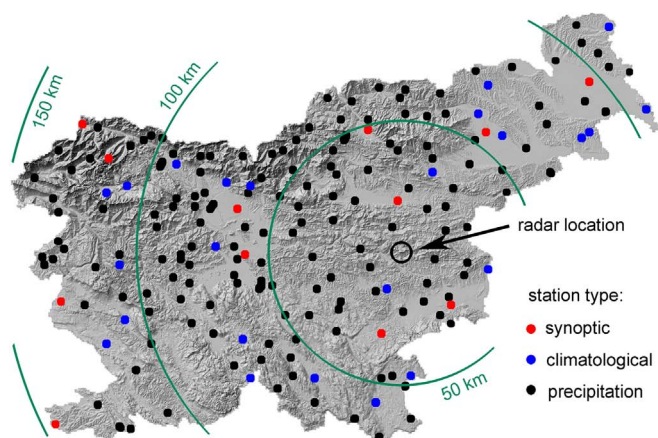 150 km
100 km
radar location
station type:
synoptic
climatological
precipitation
50 km